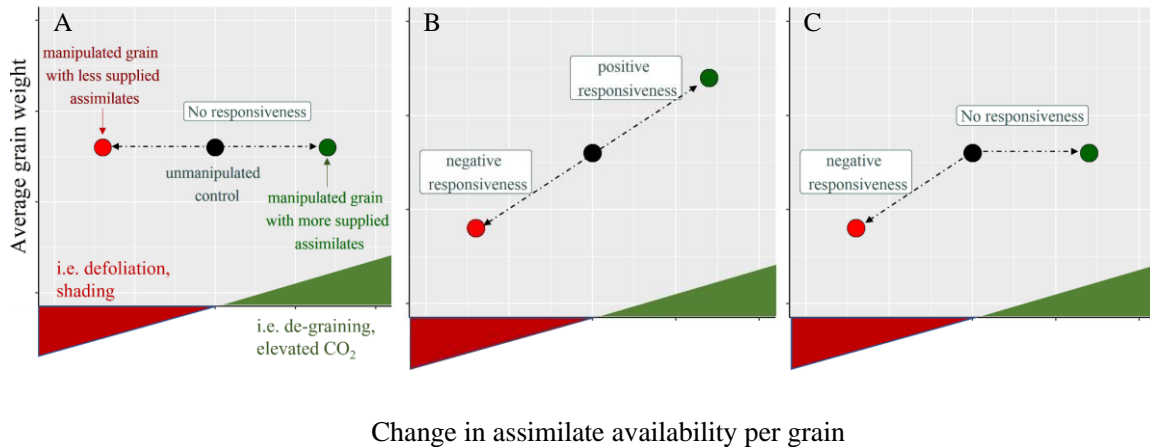 A
manipulated grain
with less supplied
assimilates
No responsiveness
unmanipulated
control
manipulated grain
with more supplied
assimilates
i.e. defoliation,
shading
i.e. de-graining,
elevated CO₂
Average grain weight
B
positive
responsiveness
negative
responsiveness
C
No responsiveness
negative
responsiveness
Change in assimilate availability per grain